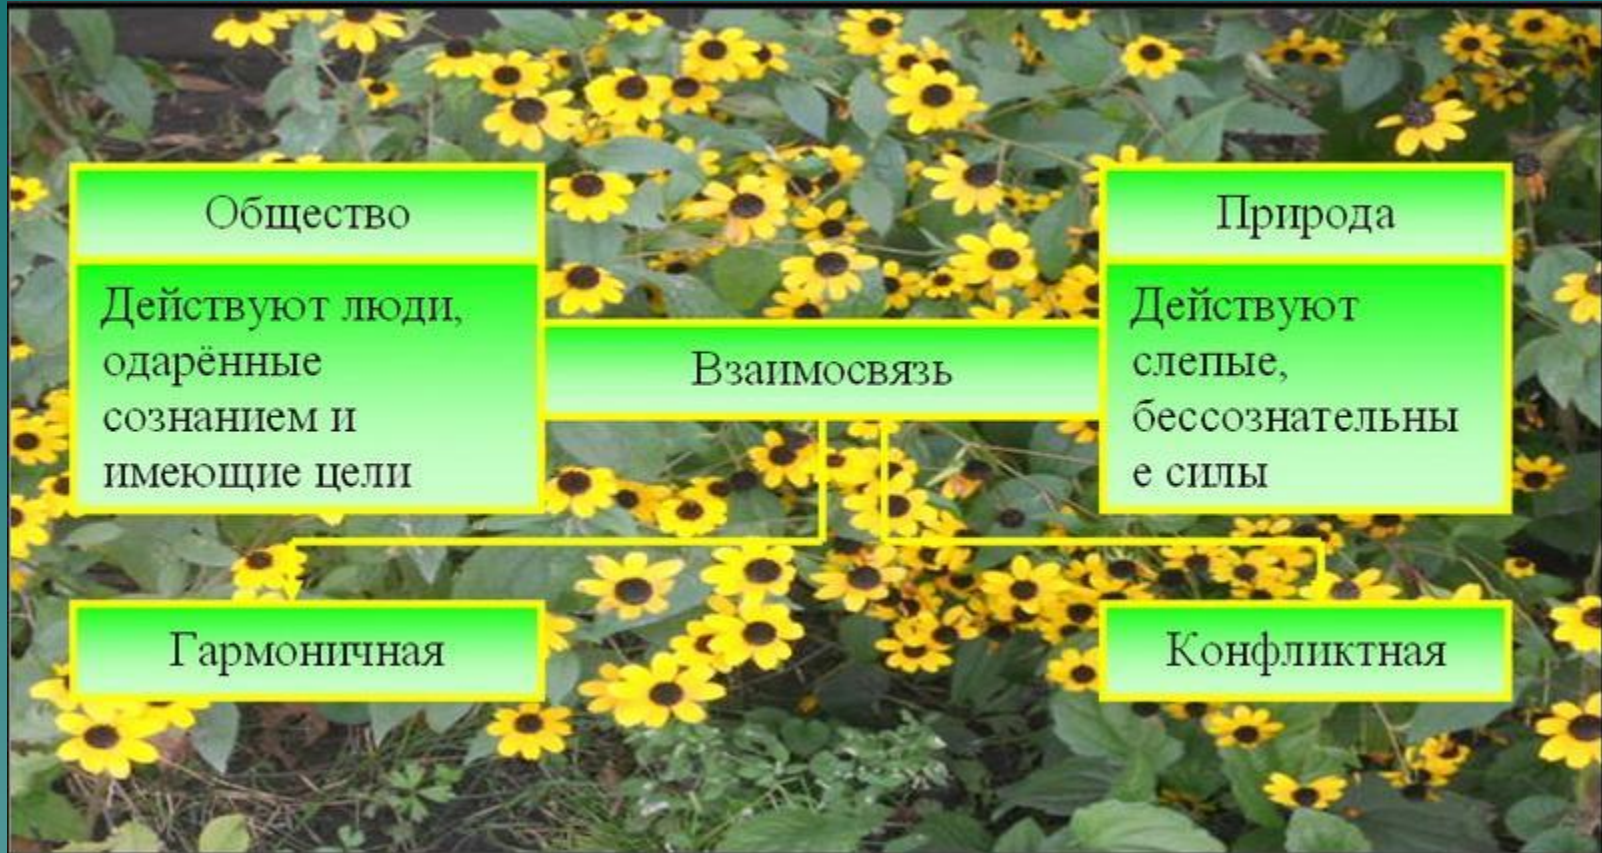 Общество
Действуют люди,
одарённые
сознанием и
имеющие цели
Взаимосвязь
Природа
Действуют
слепые,
бессознательны
е силы
Гармоничная
Конфликтная